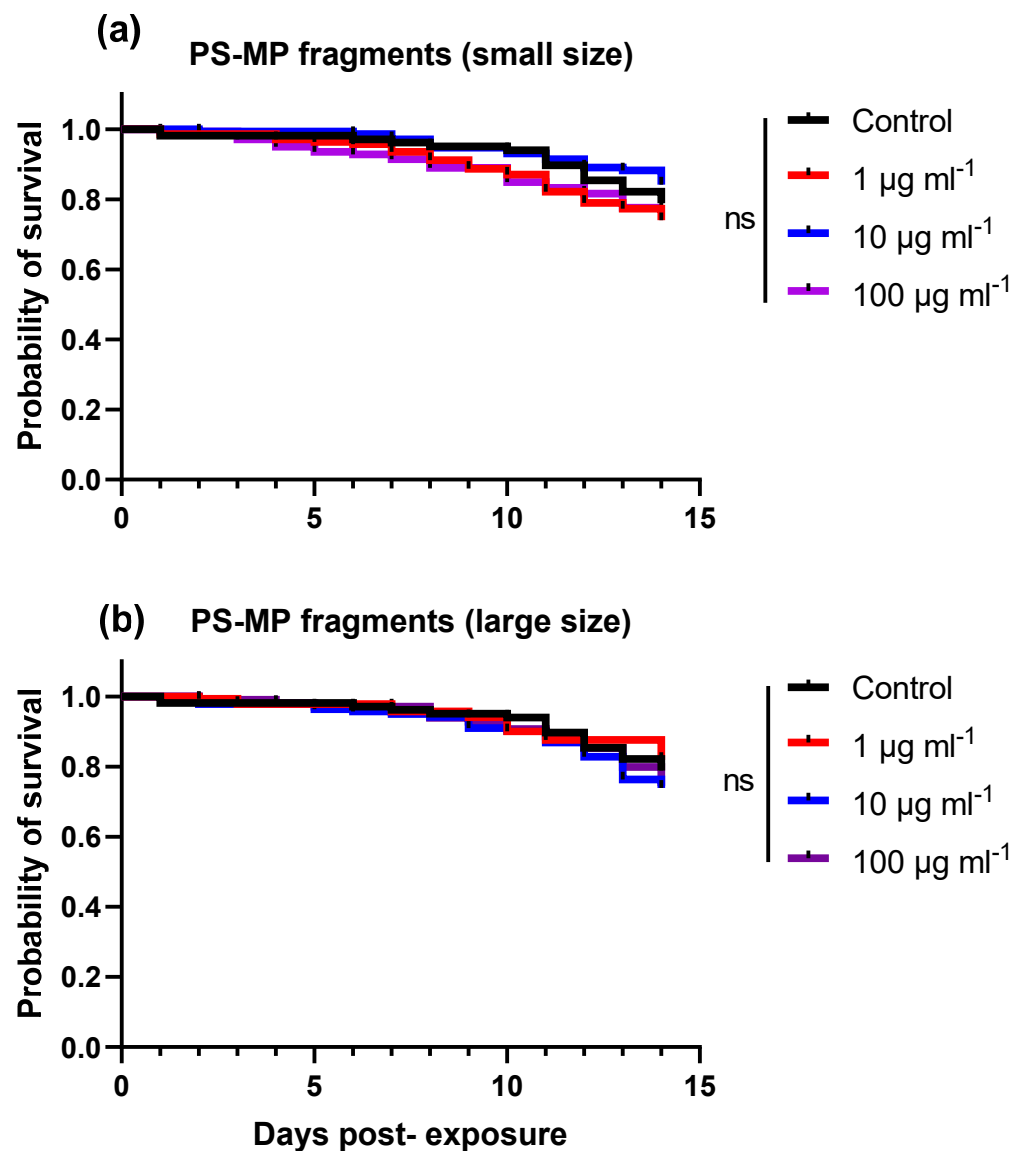 (a)
PS-MP fragments (small size)
Probability of survival
1.0
0.8
0.6
0.4
0.2
0.0
0 5 10 15
ns
Control
1 µg ml⁻¹
10 µg ml⁻¹
100 µg ml⁻¹
(b)
PS-MP fragments (large size)
Probability of survival
1.0
0.8
0.6
0.4
0.2
0.0
0 5 10 15
Days post- exposure
ns
Control
1 µg ml⁻¹
10 µg ml⁻¹
100 µg ml⁻¹